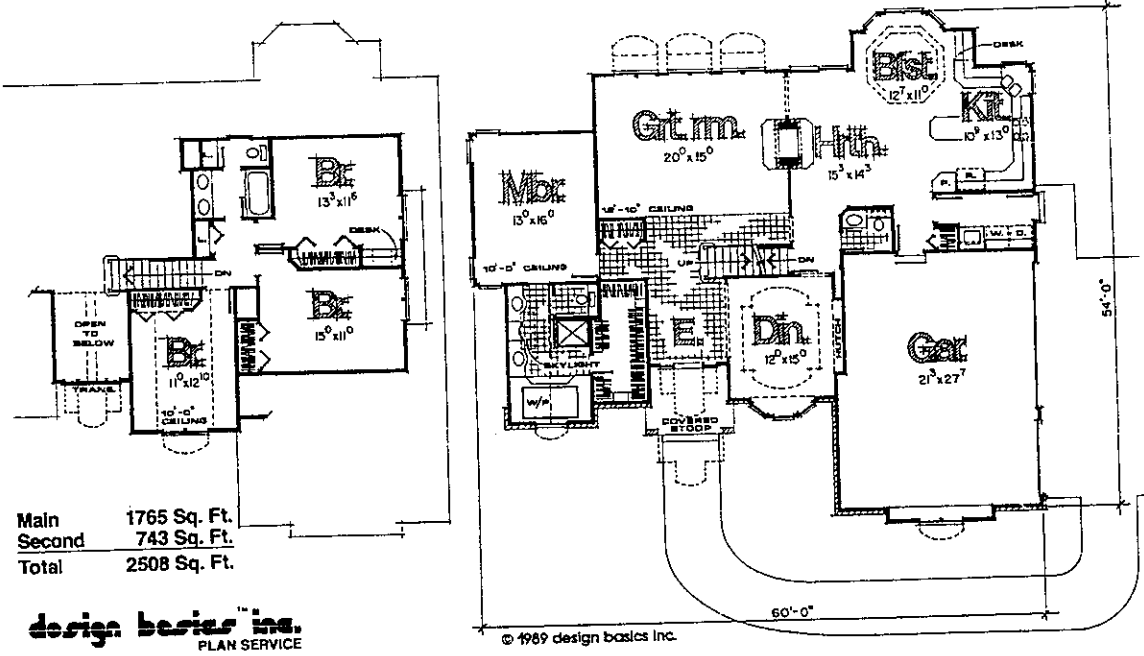 Br.
13³x11⁶
DESK
DN
OPEN
TO
BELOW
Br.
15⁰x11⁰
Br.
11⁰x12¹⁰
TRANS.
10'-0"
CEILING
Main 1765 Sq. Ft.
Second 743 Sq. Ft.
Total 2508 Sq. Ft.
design basics™ inc.
PLAN SERVICE
DESK
Bfst.
12⁷x11⁰
Kit.
10⁹x13⁰
Grt. rm.
20⁰x15⁰
Hrth.
15³x14³
P.
R.
Mbr.
13⁰x16⁰
12'-10" CEILING
10'-0" CEILING
UP
DN
W.
D.
E.
Din.
12⁰x15⁰
HUTCH
Gar.
21³x27⁷
SKYLIGHT
W/P
COVERED
STOOP
54'-0"
60'-0"
© 1989 design basics inc.